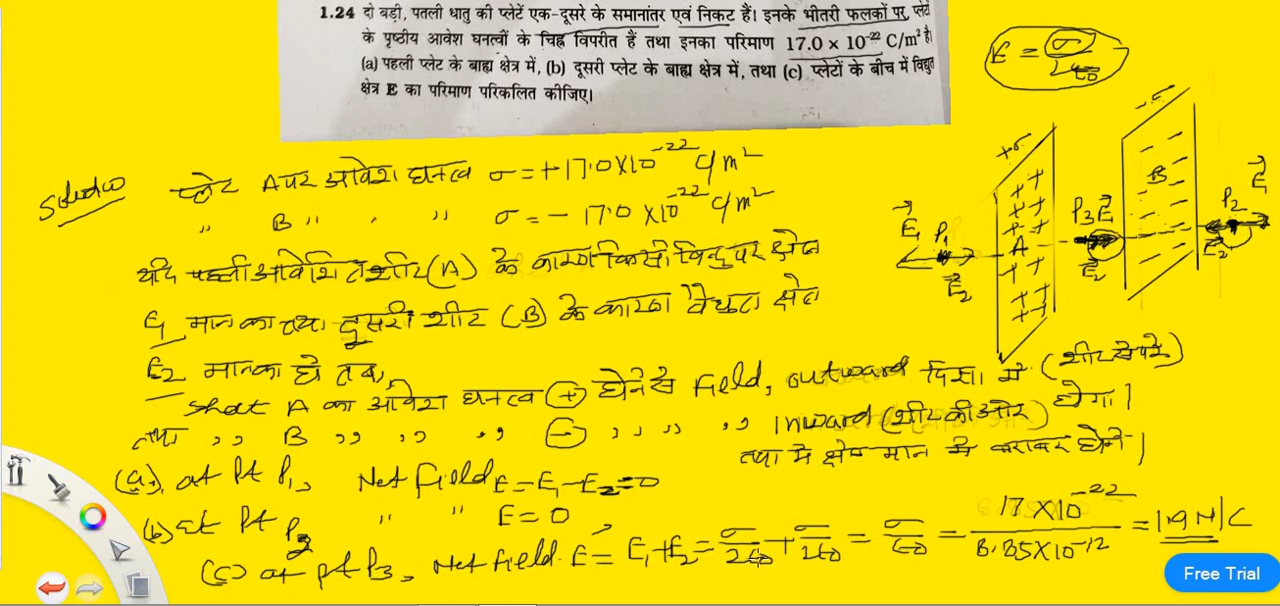 1.24 दो बड़ी, पतली धातु की प्लेटें एक-दूसरे के समानांतर एवं निकट हैं। इनके भीतरी फलकों पर, प्लेटों
के पृष्ठीय आवेश घनत्वों के चिह्न विपरीत हैं तथा इनका परिमाण 17.0 × 10⁻²² C/m² है।
(a) पहली प्लेट के बाह्य क्षेत्र में, (b) दूसरी प्लेट के बाह्य क्षेत्र में, तथा (c) प्लेटों के बीच में विद्युत
क्षेत्र E का परिमाण परिकलित कीजिए।
E = σ/2ε0
+σ
-σ
E₁ P₁ E₂
A
P₃ E₁ E₂
B
P₂ E₁ E₂
प्लेट A पर आवेश घनत्व σ = +17.0×10⁻²² C/m²
,, B ,, , ,, σ = − 17.0 ×10⁻²² C/m²
यदि पहली आवेशित शीट (A) के कारण किसी बिन्दु पर क्षेत्र
E₁ मान का तथा दूसरी शीट (B) के कारण वैद्युत क्षेत्र
E₂ मान का हो तब,
Sheet A का आवेश घनत्व (+) होने से Field, outward दिशा में (शीट से परे)
तथा ,, B ,, ,, ,, (−) ,, ,, ,, ,, Inward (शीट की ओर) होगा।
तथा ये क्षेत्र मान में बराबर होंगे।
(a), at Pt P₁, Net field E = E₁ − E₂ = 0
(b) at Pt P₂ ,, ,, E = 0
(c) at pt P₃, Net field E = E₁ + E₂ = σ/2ε0 + σ/2ε0 = σ/ε0 = 17 ×10⁻²²/8.85×10⁻¹² = 1.9 N/C
Free Trial